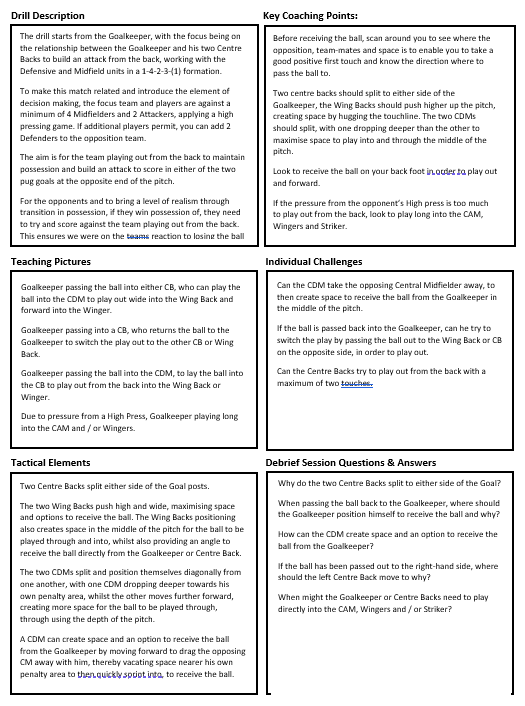 Drill Description
The drill starts from the Goalkeeper, with the focus being on
the relationship between the Goalkeeper and his two Centre
Backs to build an attack from the back, working with the
Defensive and Midfield units in a 1-4-2-3-(1) formation.
To make this match related and introduce the element of
decision making, the focus team and players are against a
minimum of 4 Midfielders and 2 Attackers, applying a high
pressing game. If additional players permit, you can add 2
Defenders to the opposition team.
The aim is for the team playing out from the back to maintain
possession and build an attack to score in either of the two
pug goals at the opposite end of the pitch.
For the opponents and to bring a level of realism through
transition in possession, if they win possession of, they need
to try and score against the team playing out from the back.
This ensures we were on the teams reaction to losing the ball
Key Coaching Points:
Before receiving the ball, scan around you to see where the
opposition, team-mates and space is to enable you to take a
good positive first touch and know the direction where to
pass the ball to.
Two centre backs should split to either side of the
Goalkeeper, the Wing Backs should push higher up the pitch,
creating space by hugging the touchline. The two CDMs
should split, with one dropping deeper than the other to
maximise space to play into and through the middle of the
pitch.
Look to receive the ball on your back foot in order to play out
and forward.
If the pressure from the opponent's High press is too much
to play out from the back, look to play long into the CAM,
Wingers and Striker.
Teaching Pictures
Goalkeeper passing the ball into either CB, who can play the
ball into the CDM to play out wide into the Wing Back and
forward into the Winger.
Goalkeeper passing into a CB, who returns the ball to the
Goalkeeper to switch the play out to the other CB or Wing
Back.
Goalkeeper passing the ball into the CDM, to lay the ball into
the CB to play out from the back into the Wing Back or
Winger.
Due to pressure from a High Press, Goalkeeper playing long
into the CAM and / or Wingers.
Individual Challenges
Can the CDM take the opposing Central Midfielder away, to
then create space to receive the ball from the Goalkeeper in
the middle of the pitch.
If the ball is passed back into the Goalkeeper, can he try to
switch the play by passing the ball out to the Wing Back or CB
on the opposite side, in order to play out.
Can the Centre Backs try to play out from the back with a
maximum of two touches.
Tactical Elements
Two Centre Backs split either side of the Goal posts.
The two Wing Backs push high and wide, maximising space
and options to receive the ball. The Wing Backs positioning
also creates space in the middle of the pitch for the ball to be
played through and into, whilst also providing an angle to
receive the ball directly from the Goalkeeper or Centre Back.
The two CDMs split and position themselves diagonally from
one another, with one CDM dropping deeper towards his
own penalty area, whilst the other moves further forward,
creating more space for the ball to be played through,
through using the depth of the pitch.
A CDM can create space and an option to receive the ball
from the Goalkeeper by moving forward to drag the opposing
CM away with him, thereby vacating space nearer his own
penalty area to then quickly sprint into, to receive the ball.
Debrief Session Questions & Answers
Why do the two Centre Backs split to either side of the Goal?
When passing the ball back to the Goalkeeper, where should
the Goalkeeper position himself to receive the ball and why?
How can the CDM create space and an option to receive the
ball from the Goalkeeper?
If the ball has been passed out to the right-hand side, where
should the left Centre Back move to why?
When might the Goalkeeper or Centre Backs need to play
directly into the CAM, Wingers and / or Striker?